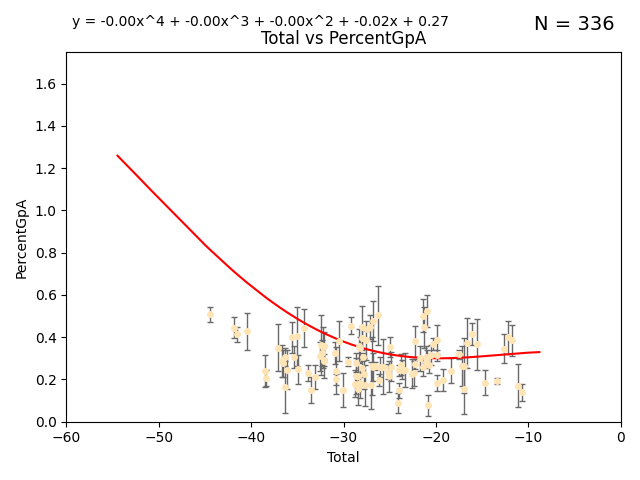 y = -0.00x^4 + -0.00x^3 + -0.00x^2 + -0.02x + 0.27
N = 336
Total vs PercentGpA
1.6
1.4
1.2
1.0
0.8
0.6
0.4
0.2
0.0
PercentGpA
−60 −50 −40 −30 −20 −10 0
Total